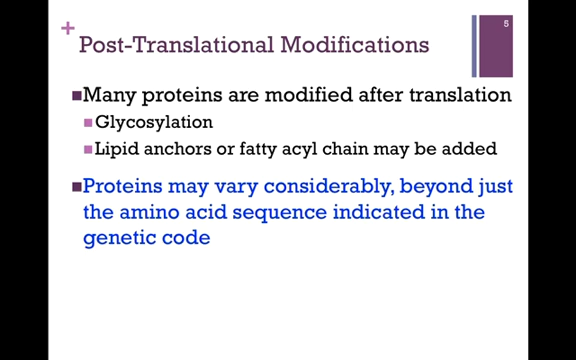 5
+
Post-Translational Modifications
Many proteins are modified after translation
Glycosylation
Lipid anchors or fatty acyl chain may be added
Proteins may vary considerably, beyond just
the amino acid sequence indicated in the
genetic code